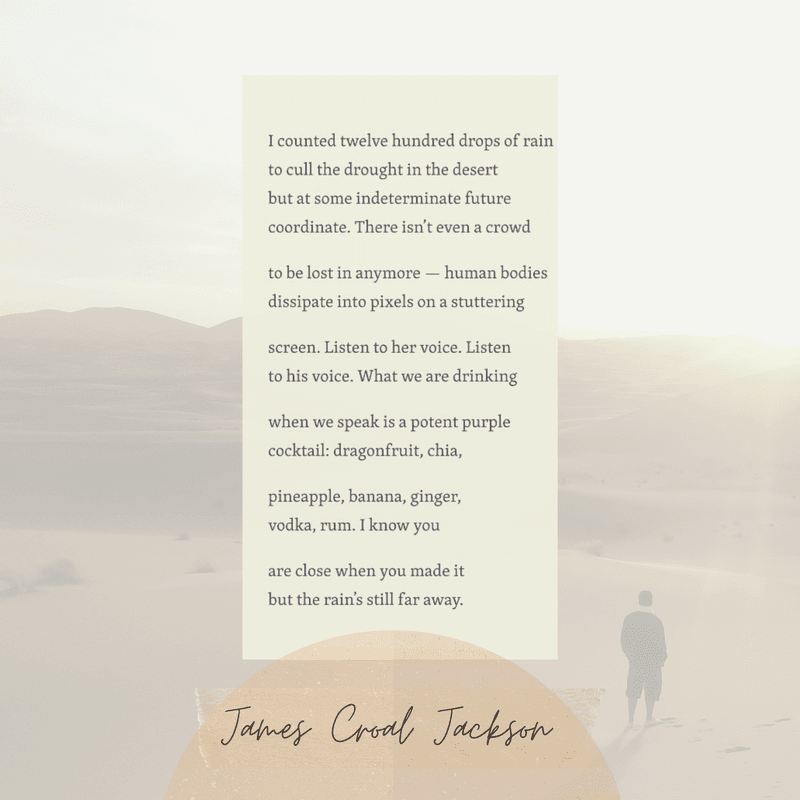 I counted twelve hundred drops of rain
to cull the drought in the desert
but at some indeterminate future
coordinate. There isn’t even a crowd
to be lost in anymore — human bodies
dissipate into pixels on a stuttering
screen. Listen to her voice. Listen
to his voice. What we are drinking
when we speak is a potent purple
cocktail: dragonfruit, chia,
pineapple, banana, ginger,
vodka, rum. I know you
are close when you made it
but the rain’s still far away.
James Croal Jackson